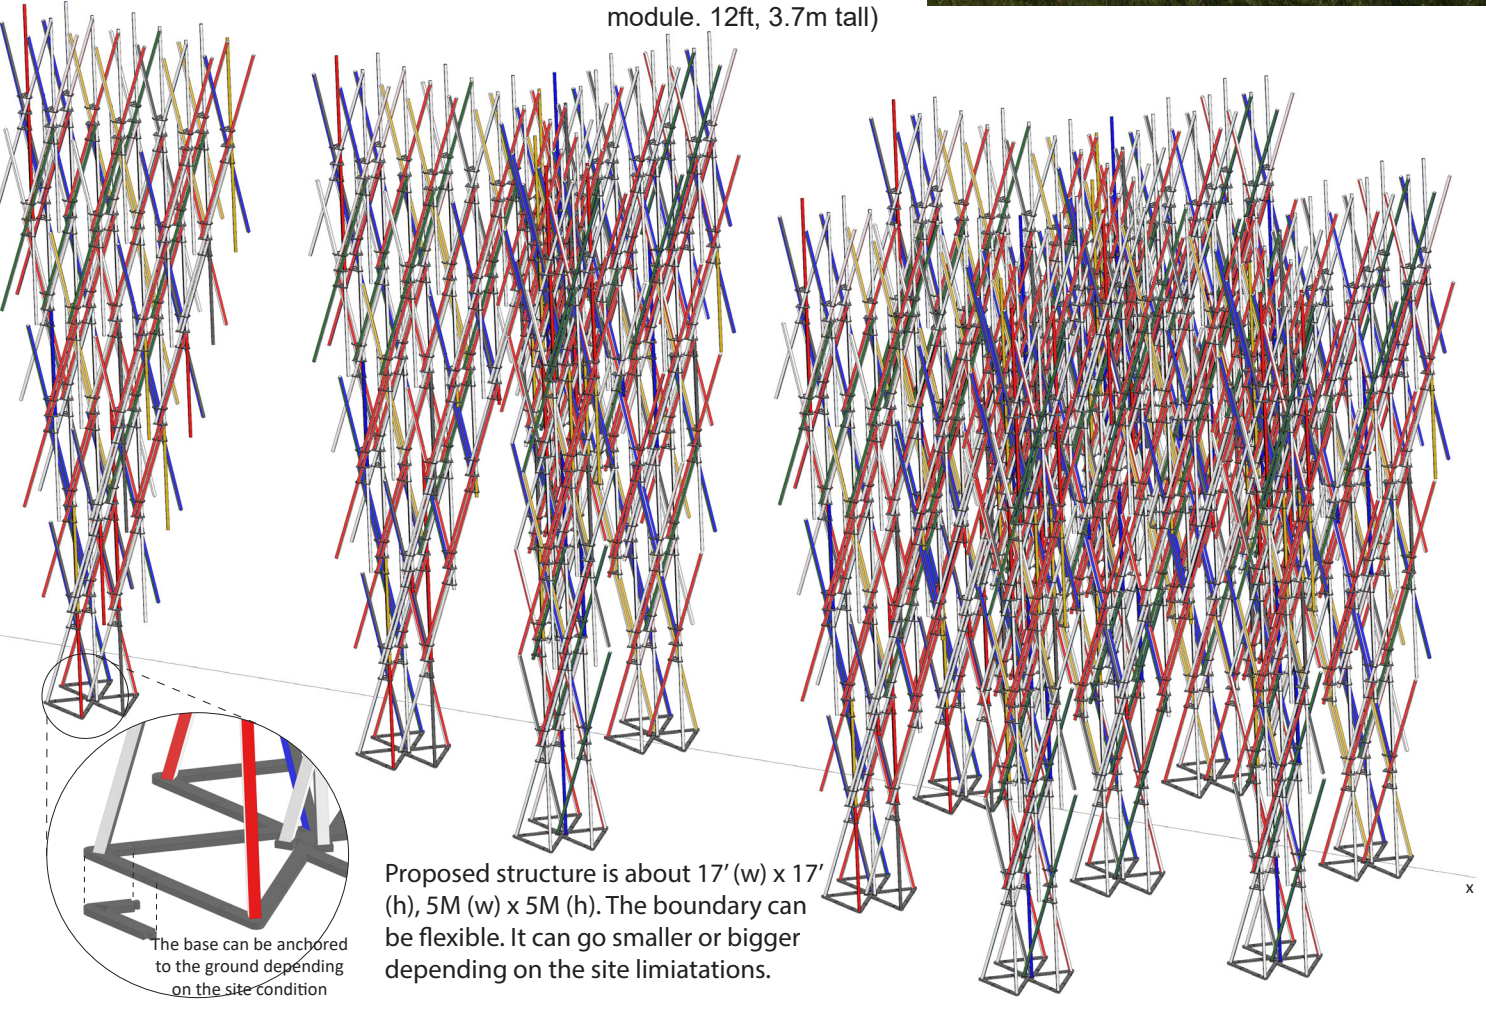 module. 12ft, 3.7m tall)
x
Proposed structure is about 17’ (w) x 17’
(h), 5M (w) x 5M (h). The boundary can
be flexible. It can go smaller or bigger
depending on the site limiatations.
The base can be anchored
to the ground depending
on the site condition